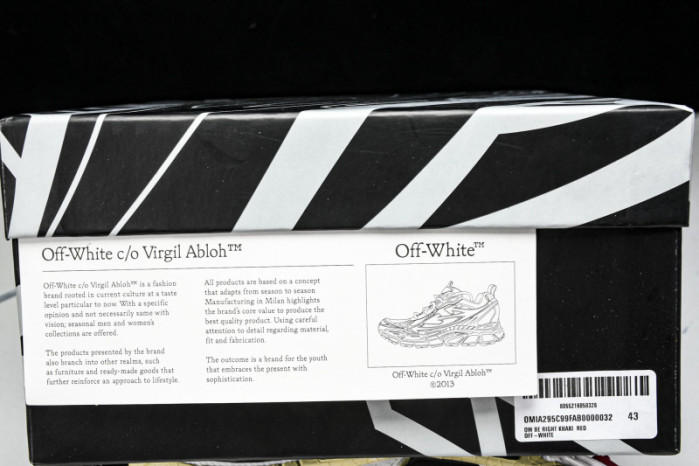 Off-White c/o Virgil Abloh™
Off-White c/o Virgil Abloh™ is a fashion
brand rooted in current culture at a taste
level particular to now. With a specific
opinion and not necessarily same with
vision; seasonal men and women's
collections are offered.
The products presented by the brand
also branch into other realms, such
as furniture and ready-made goods that
further reinforce an approach to lifestyle.
All products are based on a concept
that adapts from season to season.
Manufacturing in Milan highlights
the brand's core value to produce the
best quality product. Using careful
attention to detail regarding material,
fit and fabrication.
The outcome is a brand for the youth
that embraces the present with
sophistication.
Off-White™
Off-White c/o Virgil Abloh™
©2013
OMIA295C99FAB0000032 43
OW BE RIGHT KHAKI RED
OFF-WHITE